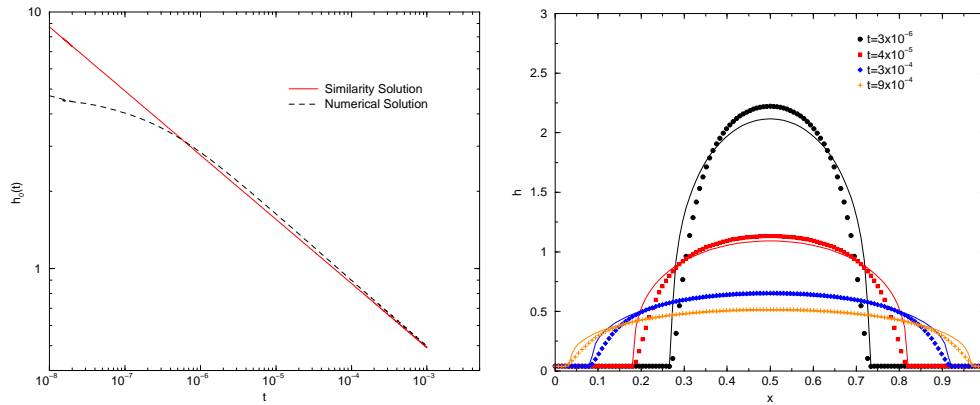 10
1
h₀(t)
Similarity Solution
Numerical Solution
10⁻⁸ 10⁻⁷ 10⁻⁶ 10⁻⁵ 10⁻⁴ 10⁻³
t
3
2.5
2
1.5
1
0.5
0
h
t=3x10⁻⁶
t=4x10⁻⁵
t=3x10⁻⁴
t=9x10⁻⁴
0 0.1 0.2 0.3 0.4 0.5 0.6 0.7 0.8 0.9
x